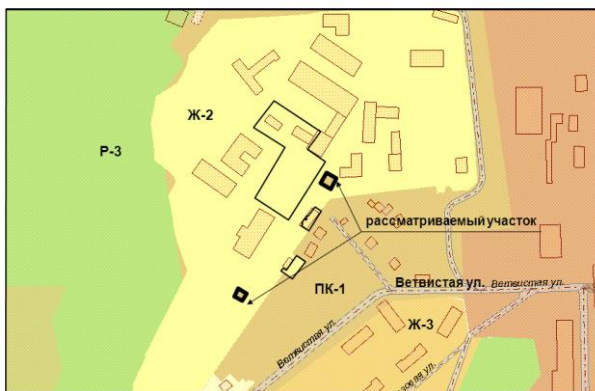 Ж-2
Р-3
рассматриваемый участок
Ветвистая ул. Ветвистая ул.
ПК-1
Ветвистая ул.
Ж-3